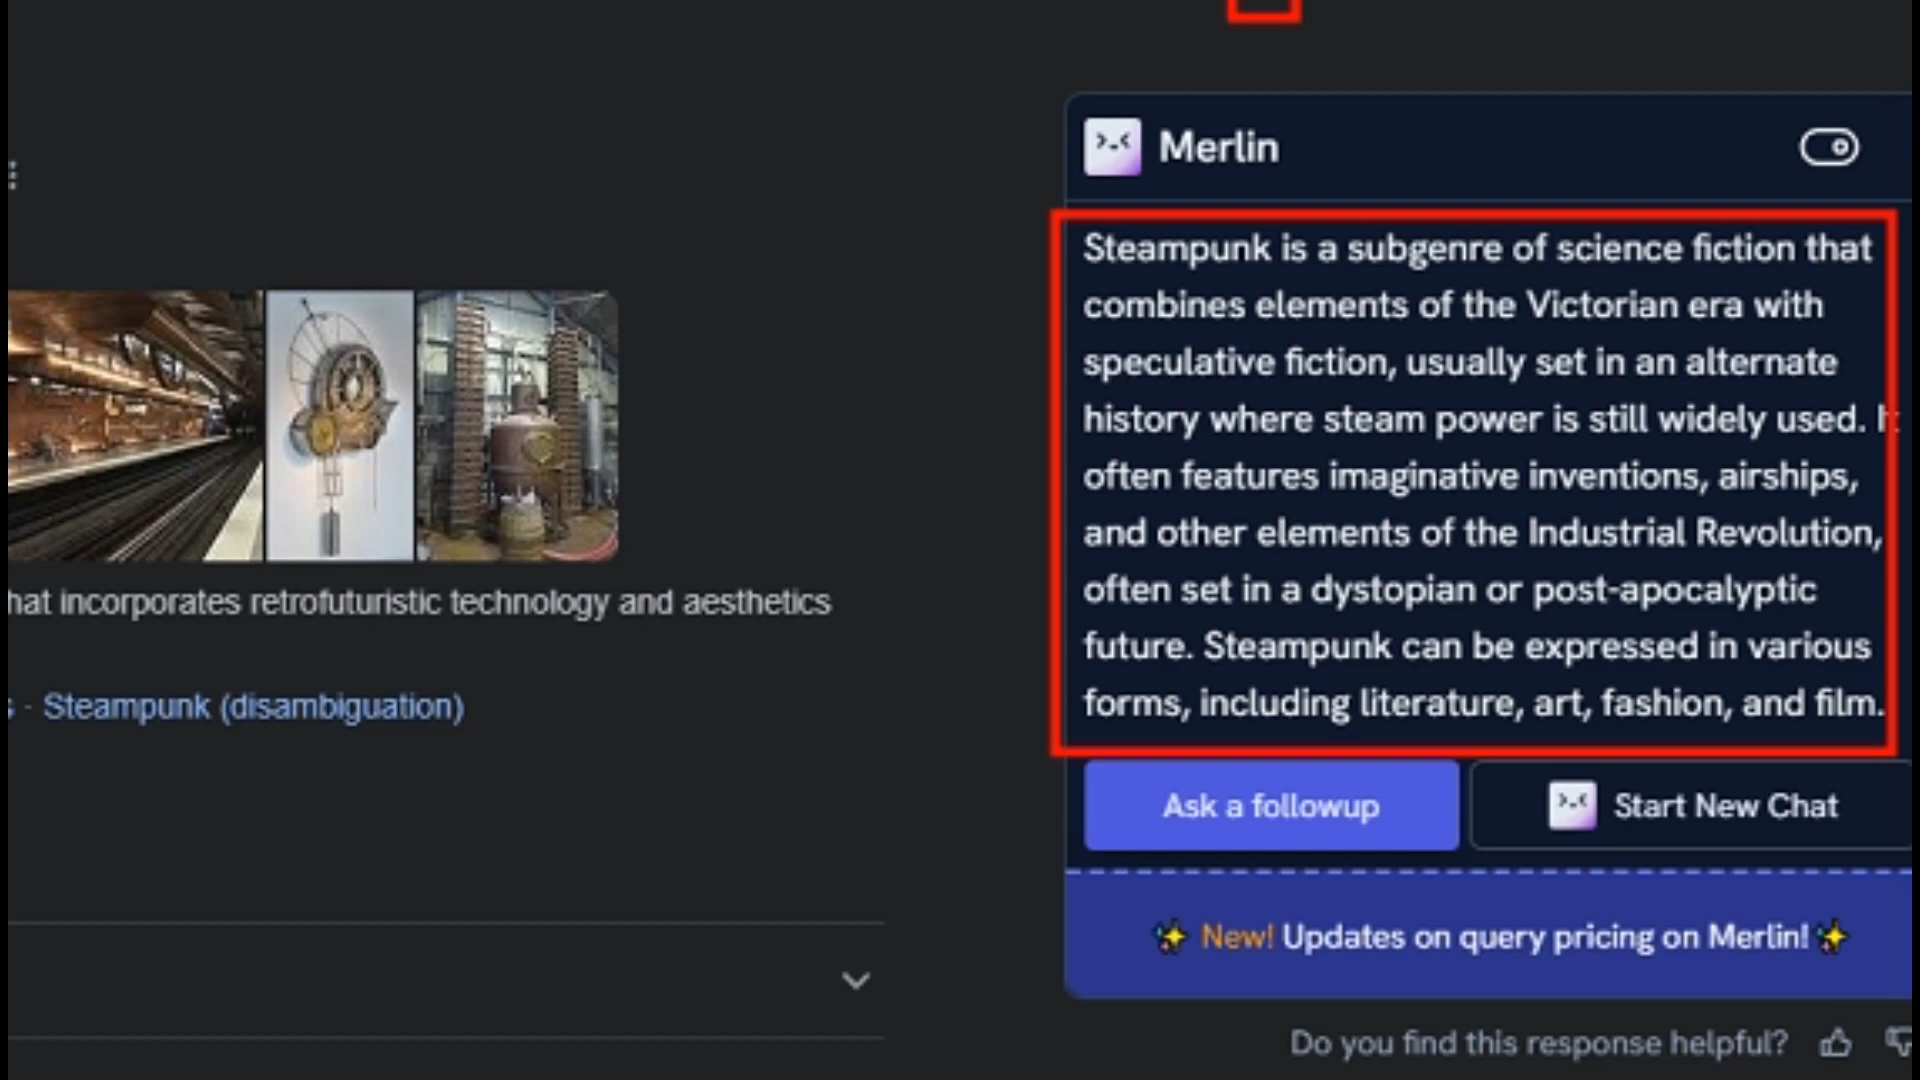 Merlin
Steampunk is a subgenre of science fiction that
combines elements of the Victorian era with
speculative fiction, usually set in an alternate
history where steam power is still widely used. It
often features imaginative inventions, airships,
and other elements of the Industrial Revolution,
often set in a dystopian or post-apocalyptic
future. Steampunk can be expressed in various
forms, including literature, art, fashion, and film.
Ask a followup
Start New Chat
New! Updates on query pricing on Merlin!
Do you find this response helpful?
incorporates retrofuturistic technology and aesthetics
· Steampunk (disambiguation)